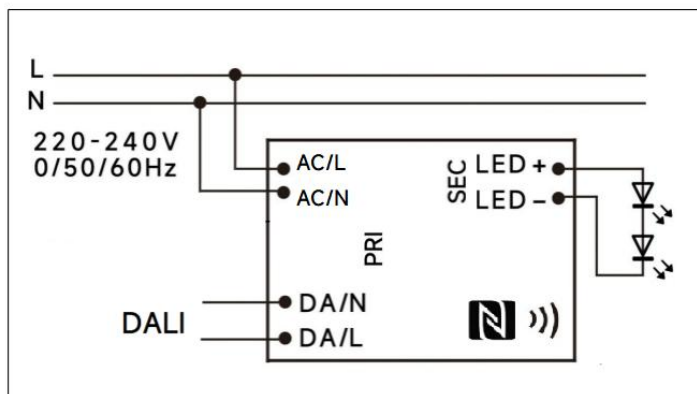 L
N
220-240V
0/50/60Hz
AC/L
AC/N
PRI
SEC
LED +
LED -
DALI
DA/N
DA/L